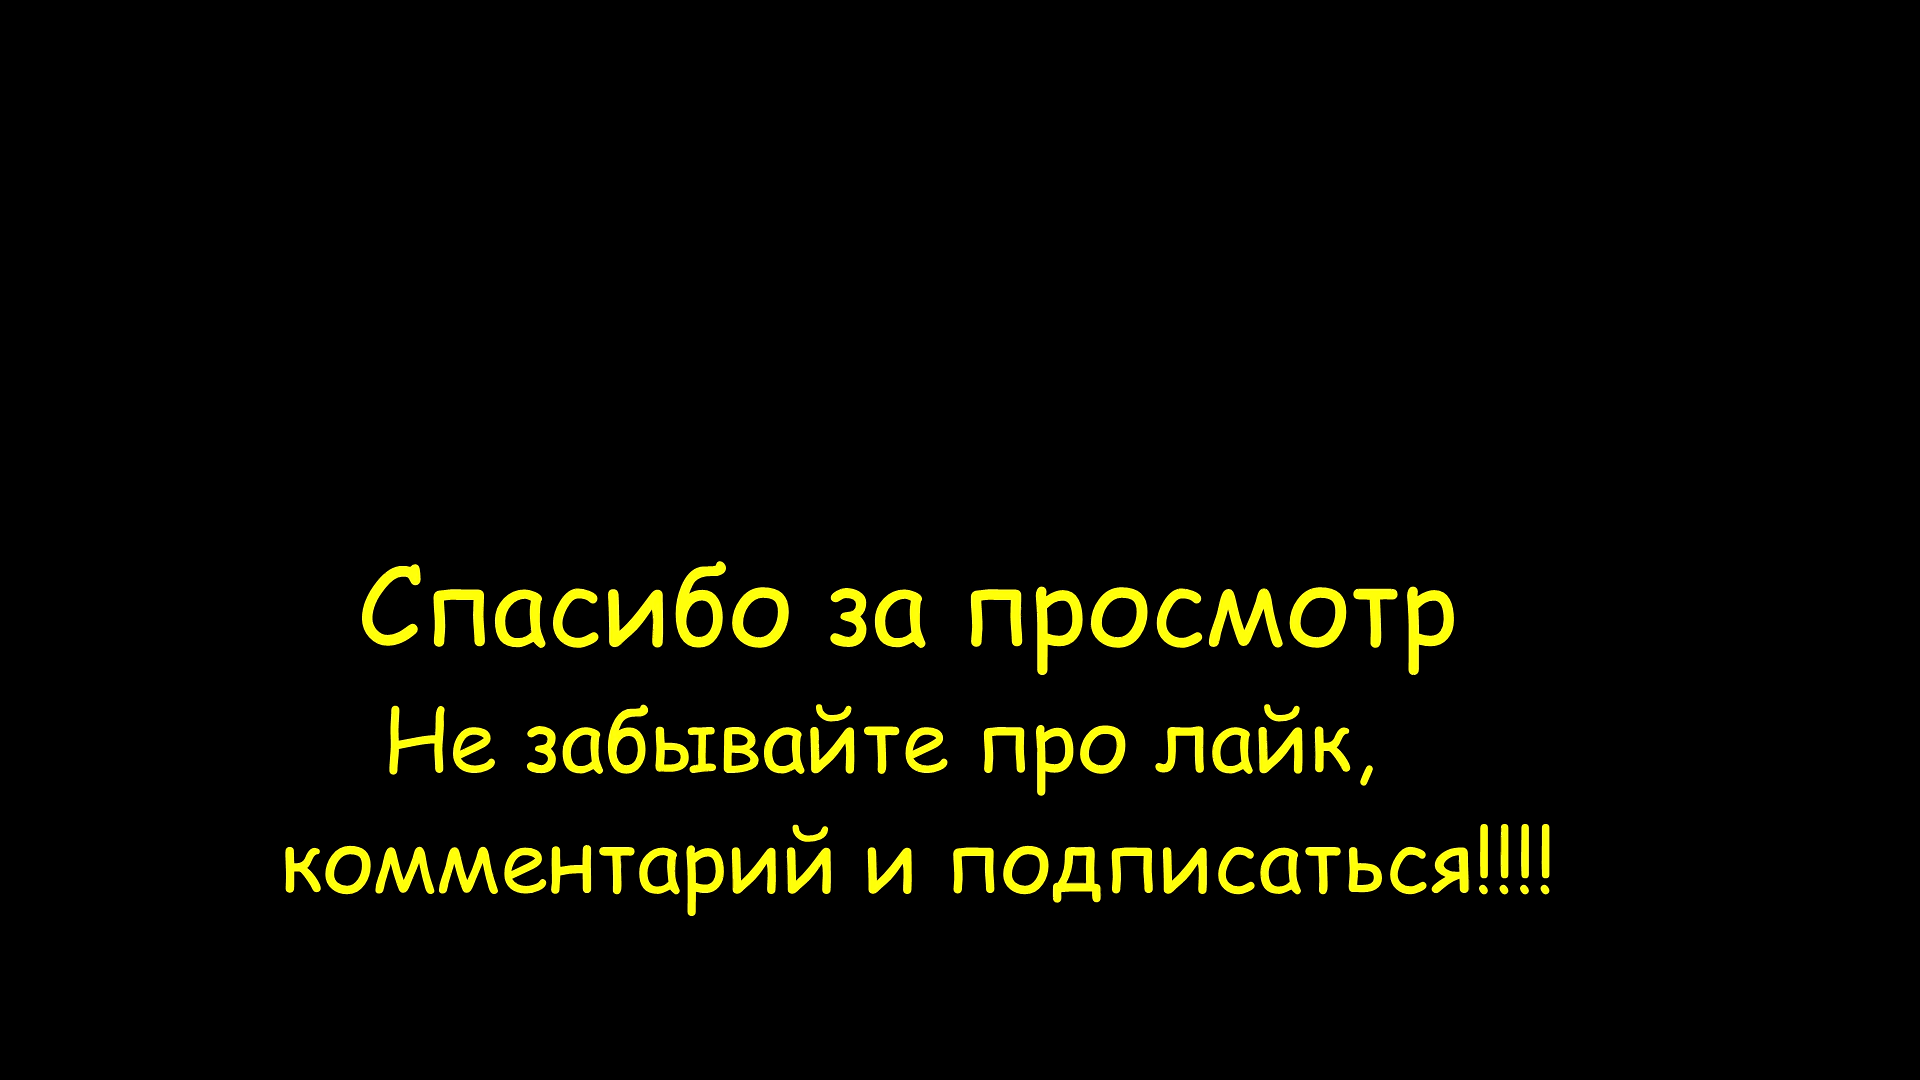 Спасибо за просмотр
Не забывайте про лайк,
комментарий и подписаться!!!!